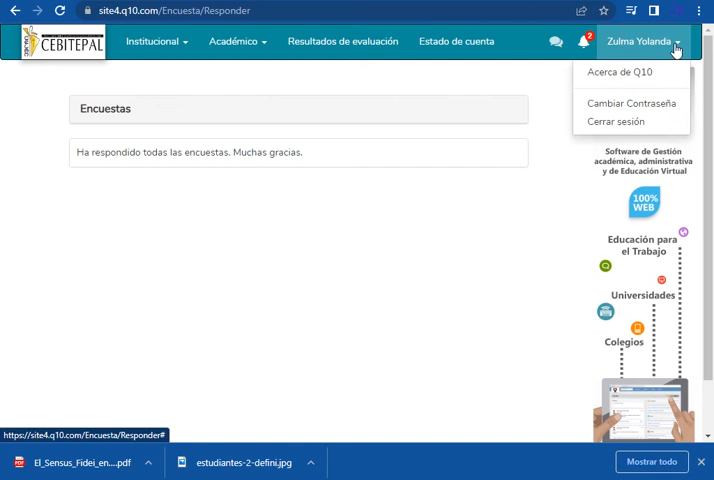 site4.q10.com/Encuesta/Responder
CEBITEPAL
Institucional
Académico
Resultados de evaluación
Estado de cuenta
2
Zulma Yolanda
Acerca de Q10
Cambiar Contraseña
Cerrar sesión
Encuestas
Ha respondido todas las encuestas. Muchas gracias.
Software de Gestión
académica, administrativa
y de Educación Virtual
100%
WEB
Educación para
el Trabajo
Universidades
Colegios
https://site4.q10.com/Encuesta/Responder#
El_Sensus_Fidei_en....pdf
estudiantes-2-defini.jpg
Mostrar todo